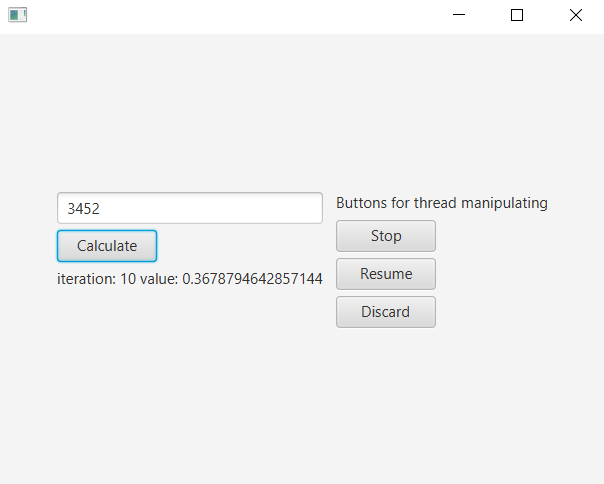 3452
Calculate
iteration: 10 value: 0.3678794642857144
Buttons for thread manipulating
Stop
Resume
Discard